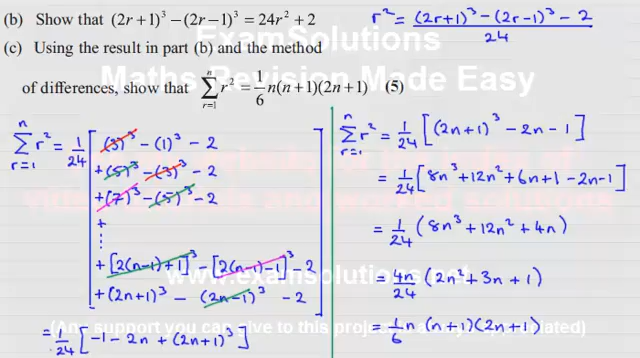 (b) Show that (2r+1)³ −(2r−1)³ = 24r² + 2
(c) Using the result in part (b) and the method
of differences, show that ∑_{r=1}^{n} r² = 1/6 n(n+1)(2n+1) (5)
r² = ((2r+1)³ − (2r−1)³ − 2)/24
ExamSolutions
Maths Revision Made Easy
∑_{r=1}^{n} r² = 1/24 [ (3)³ − (1)³ − 2
+ (5)³ − (3)³ − 2
+ (7)³ − (5)³ − 2
+
⋮
+ [2(n−1)+1]³ − [2(n−1)−1]³ − 2
+ (2n+1)³ − (2n−1)³ − 2 ]
= 1/24 [ −1 − 2n + (2n+1)³ ]
∑_{r=1}^{n} r² = 1/24 [ (2n+1)³ − 2n − 1 ]
= 1/24 [ 8n³ + 12n² + 6n + 1 − 2n − 1 ]
= 1/24 ( 8n³ + 12n² + 4n )
= 4n/24 ( 2n² + 3n + 1 )
= 1/6 n (n+1)(2n+1)
www.examsolutions.net
(Any support you can give to this project is